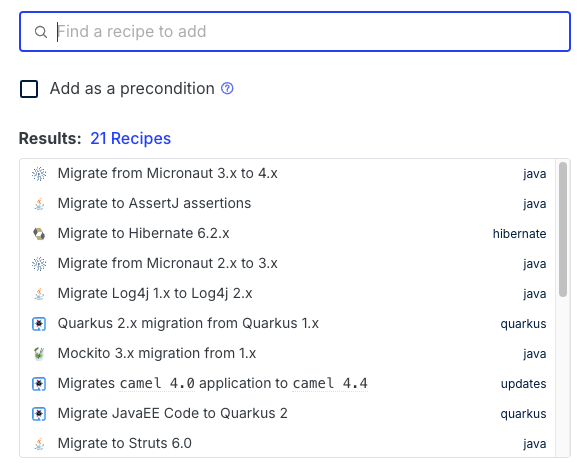 Find a recipe to add
Add as a precondition
Results: 21 Recipes
Migrate from Micronaut 3.x to 4.x java
Migrate to AssertJ assertions java
Migrate to Hibernate 6.2.x hibernate
Migrate from Micronaut 2.x to 3.x java
Migrate Log4j 1.x to Log4j 2.x java
Quarkus 2.x migration from Quarkus 1.x quarkus
Mockito 3.x migration from 1.x java
Migrates camel 4.0 application to camel 4.4 updates
Migrate JavaEE Code to Quarkus 2 quarkus
Migrate to Struts 6.0 java